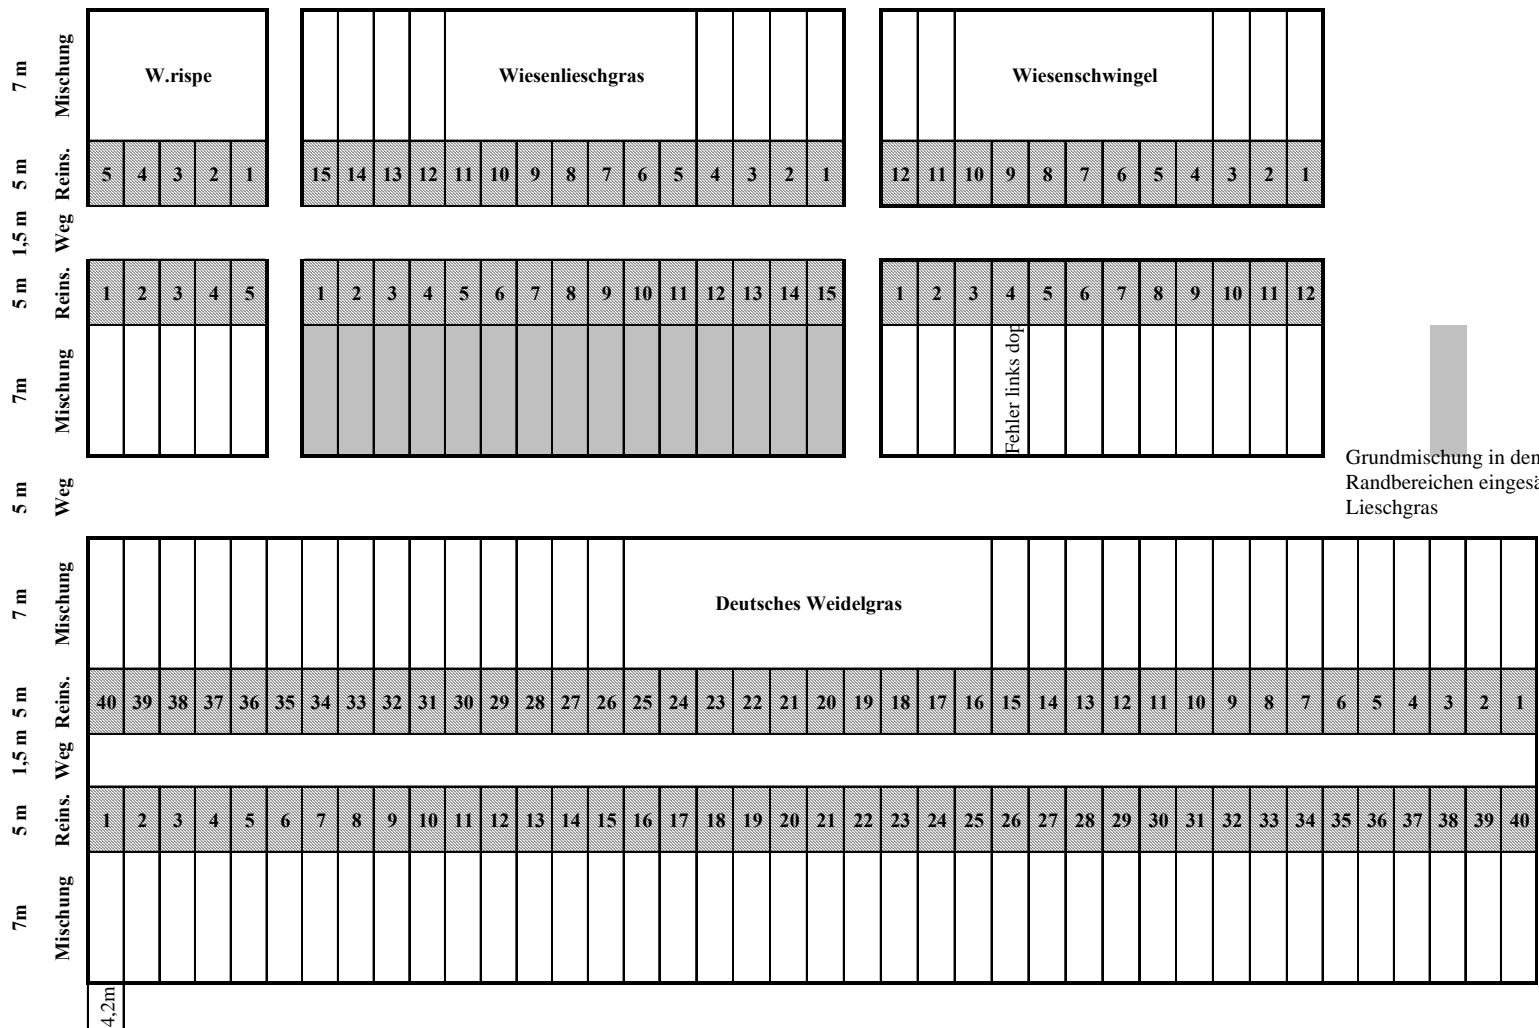 7 m Mischung W.rispe Wiesenlieschgras Wiesenschwingel
5 m Reins. 5 4 3 2 1 15 14 13 12 11 10 9 8 7 6 5 4 3 2 1 12 11 10 9 8 7 6 5 4 3 2 1
1,5 m Weg
5 m Reins. 1 2 3 4 5 1 2 3 4 5 6 7 8 9 10 11 12 13 14 15 1 2 3 4 5 6 7 8 9 10 11 12
7m Mischung Fehler links dop
Grundmischung in den
Randbereichen eingesä
Lieschgras
5 m Weg
7 m Mischung Deutsches Weidelgras
5 m Reins. 40 39 38 37 36 35 34 33 32 31 30 29 28 27 26 25 24 23 22 21 20 19 18 17 16 15 14 13 12 11 10 9 8 7 6 5 4 3 2 1
1,5 m Weg
5 m Reins. 1 2 3 4 5 6 7 8 9 10 11 12 13 14 15 16 17 18 19 20 21 22 23 24 25 26 27 28 29 30 31 32 33 34 35 36 37 38 39 40
7m Mischung
4,2m